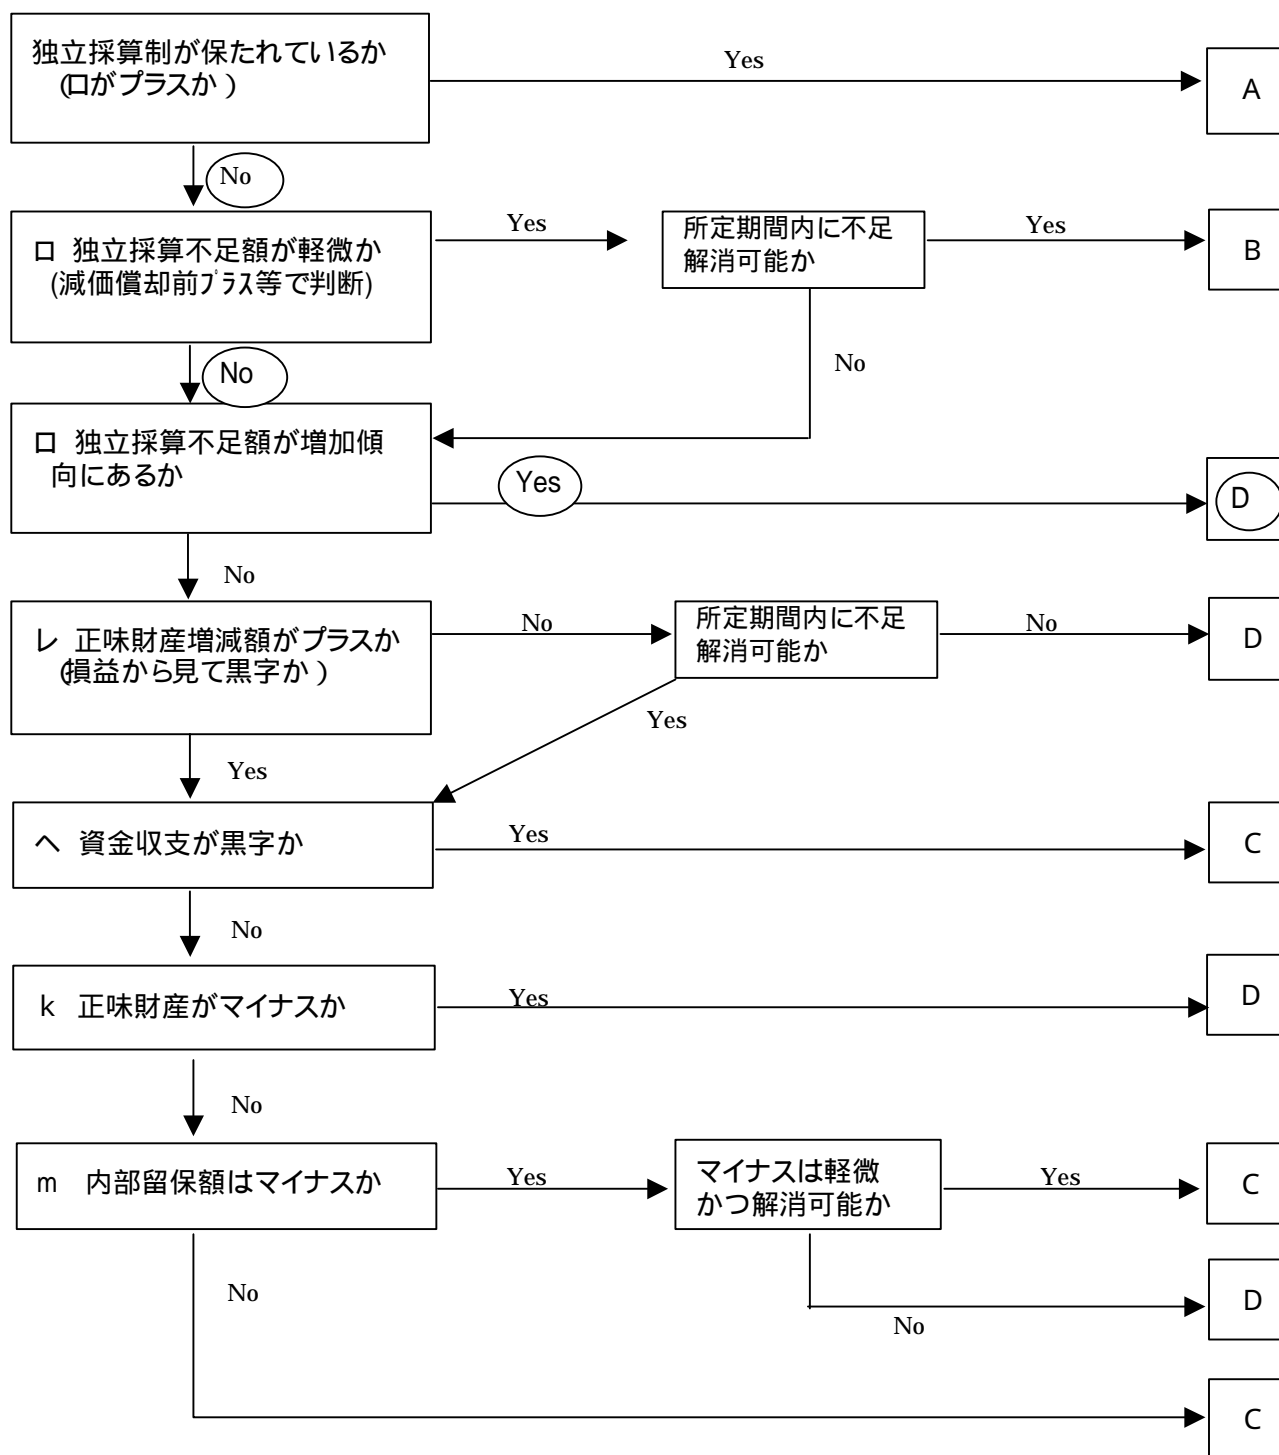 独立採算制が保たれているか
(ロがプラスか)
Yes
A
No
ロ 独立採算不足額が軽微か
(減価償却前プラス等で判断)
Yes
所定期間内に不足
解消可能か
Yes
B
No
No
ロ 独立採算不足額が増加傾
向にあるか
Yes
D
No
レ 正味財産増減額がプラスか
(損益から見て黒字か)
No
所定期間内に不足
解消可能か
No
D
Yes
Yes
ヘ 資金収支が黒字か
Yes
C
No
k 正味財産がマイナスか
Yes
D
No
m 内部留保額はマイナスか
Yes
マイナスは軽微
かつ解消可能か
Yes
C
No
D
No
C